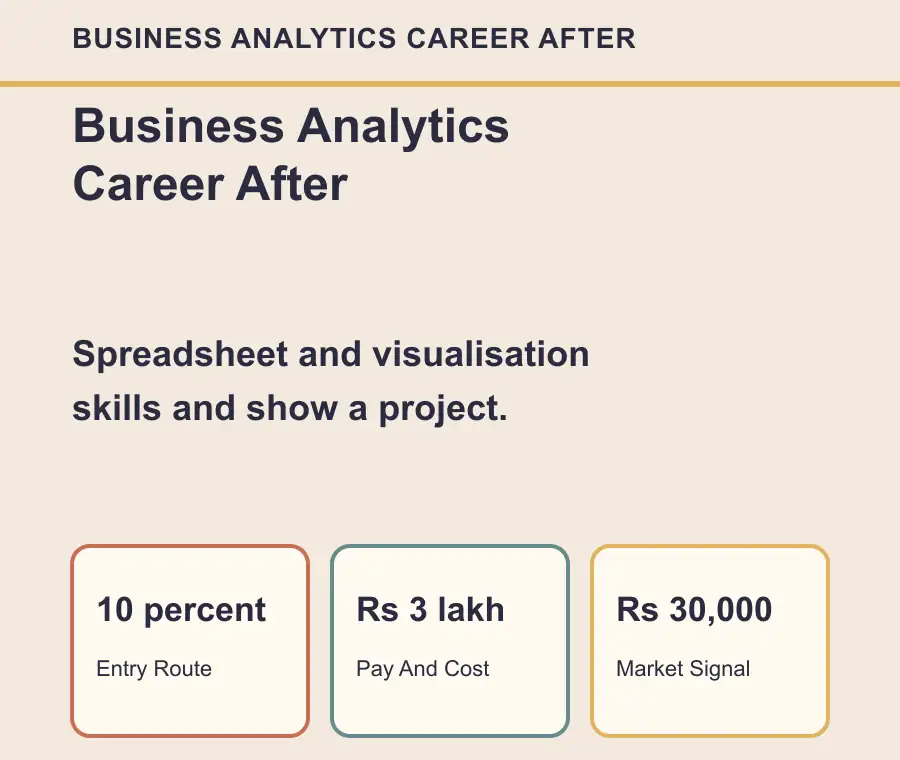 BUSINESS ANALYTICS CAREER AFTER
Business Analytics
Career After
Spreadsheet and visualisation
skills and show a project.
10 percent
Entry Route
Rs 3 lakh
Pay And Cost
Rs 30,000
Market Signal